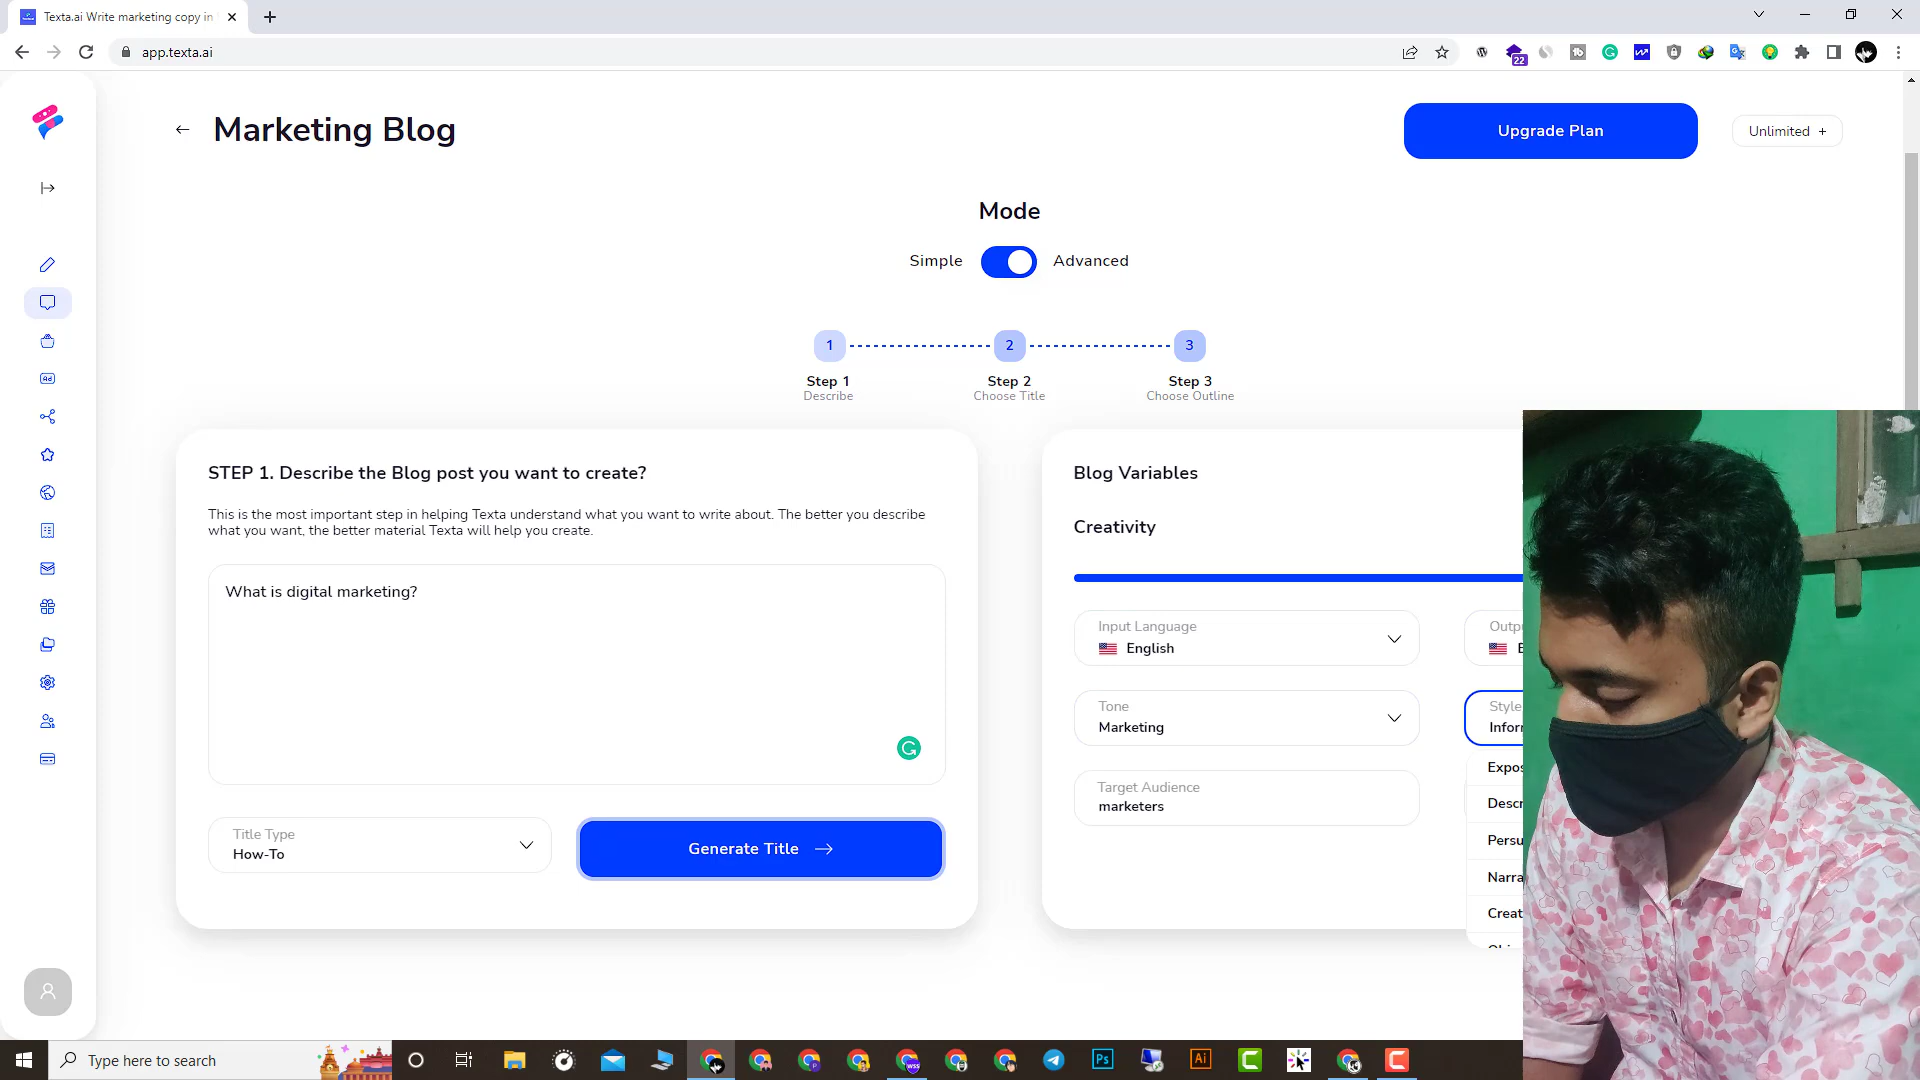 Texta.ai Write marketing copy in
app.texta.ai
22
Marketing Blog
Upgrade Plan
Unlimited +
Mode
Simple
Advanced
1
2
3
Step 1
Step 2
Step 3
Describe
Choose Title
Choose Outline
STEP 1. Describe the Blog post you want to create?
This is the most important step in helping Texta understand what you want to write about. The better you describe
what you want, the better material Texta will help you create.
What is digital marketing?
Title Type
How-To
Generate Title
Blog Variables
Creativity
Input Language
English
Tone
Marketing
Style
Target Audience
marketers
Ad
Type here to search
Ps
Ai